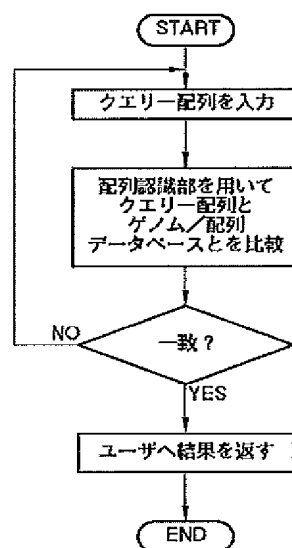 START
クエリー配列を入力
配列認識部を用いて
クエリー配列と
ゲノム／配列
データベースとを比較
一致？
NO
YES
ユーザへ結果を返す
END